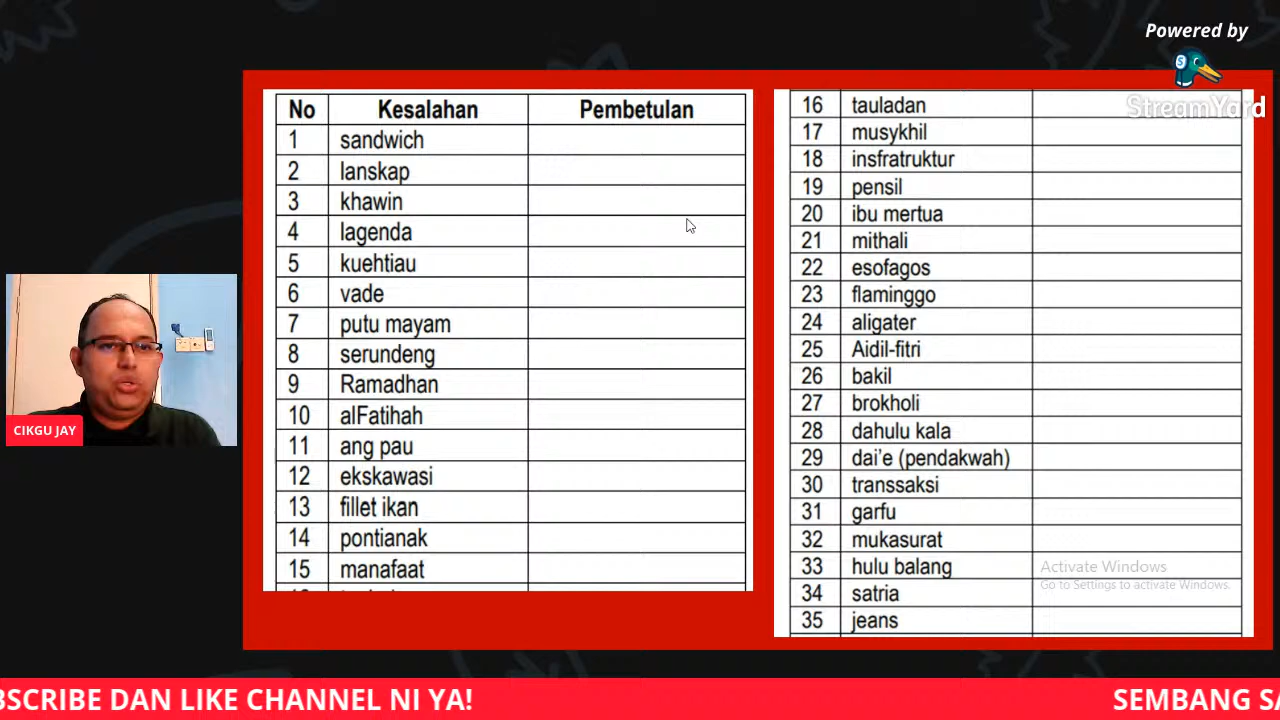 Powered by
StreamYard
No Kesalahan Pembetulan
1 sandwich
2 lanskap
3 khawin
4 lagenda
5 kuehtiau
6 vade
7 putu mayam
8 serundeng
9 Ramadhan
10 alFatihah
11 ang pau
12 ekskawasi
13 fillet ikan
14 pontianak
15 manafaat
16 tauladan
17 musykhil
18 insfratruktur
19 pensil
20 ibu mertua
21 mithali
22 esofagos
23 flaminggo
24 aligater
25 Aidil-fitri
26 bakil
27 brokholi
28 dahulu kala
29 dai'e (pendakwah)
30 transsaksi
31 garfu
32 mukasurat
33 hulu balang
34 satria
35 jeans
Activate Windows
Go to Settings to activate Windows.
CIKGU JAY
BSCRIBE DAN LIKE CHANNEL NI YA! SEMBANG SA